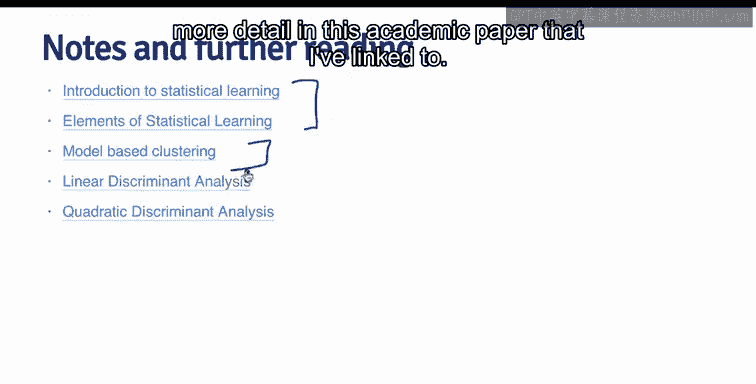 more detail in this academic paper that
I've linked to.
Notes and further reading
Introduction to statistical learning
Elements of Statistical Learning
Model based clustering
Linear Discriminant Analysis
Quadratic Discriminant Analysis